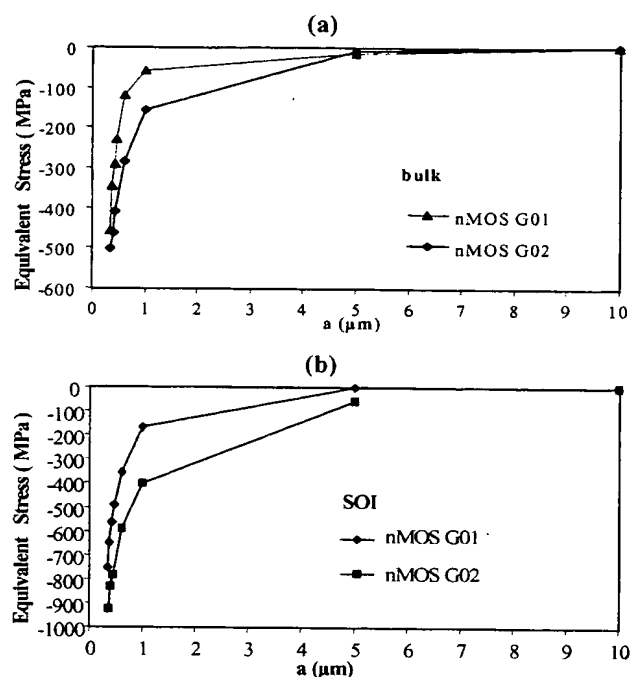 (a)
0
-100
-200
-300
-400
-500
-600
Equivalent Stress ( MPa)
bulk
nMOS G01
nMOS G02
0 1 2 3 4 5 6 7 8 9 10
a (μm)
(b)
0
-100
-200
-300
-400
-500
-600
-700
-800
-900
-1000
Equivalent Stress ( MPa)
SOI
nMOS G01
nMOS G02
0 1 2 3 4 5 6 7 8 9 10
a (μm)